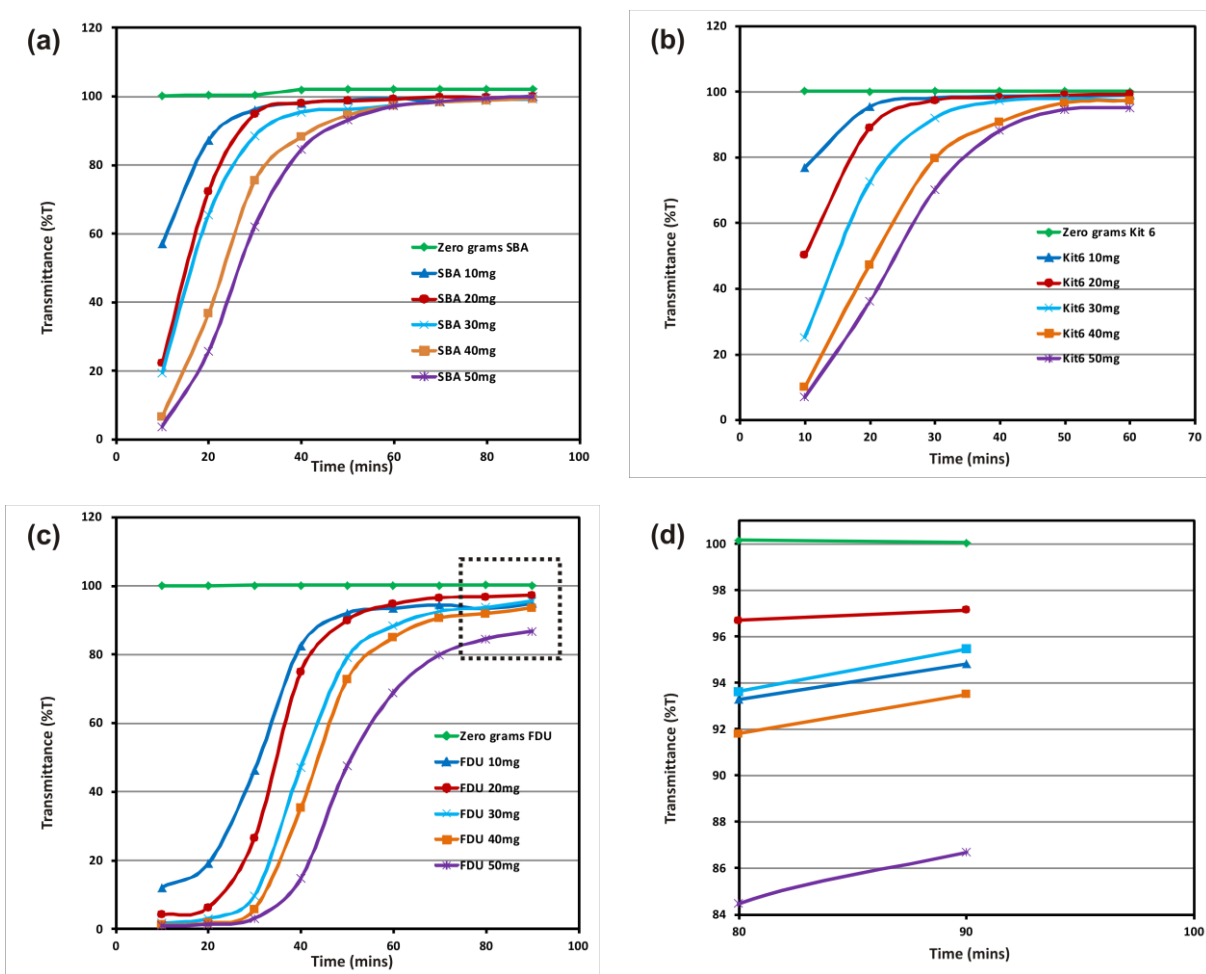 (a)
120
100
80
60
40
20
0
Transmittance (%T)
Zero grams SBA
SBA 10mg
SBA 20mg
SBA 30mg
SBA 40mg
SBA 50mg
0 20 40 60 80 100
Time (mins)
(b)
120
100
80
60
40
20
0
Transmittance (%T)
Zero grams Kit 6
Kit6 10mg
Kit6 20mg
Kit6 30mg
Kit6 40mg
Kit6 50mg
0 10 20 30 40 50 60 70
Time (mins)
(c)
120
100
80
60
40
20
0
Transmittance (%T)
Zero grams FDU
FDU 10mg
FDU 20mg
FDU 30mg
FDU 40mg
FDU 50mg
0 20 40 60 80 100
Time (mins)
(d)
100
98
96
94
92
90
88
86
84
Transmittance (%T)
80 90 100
Time (mins)